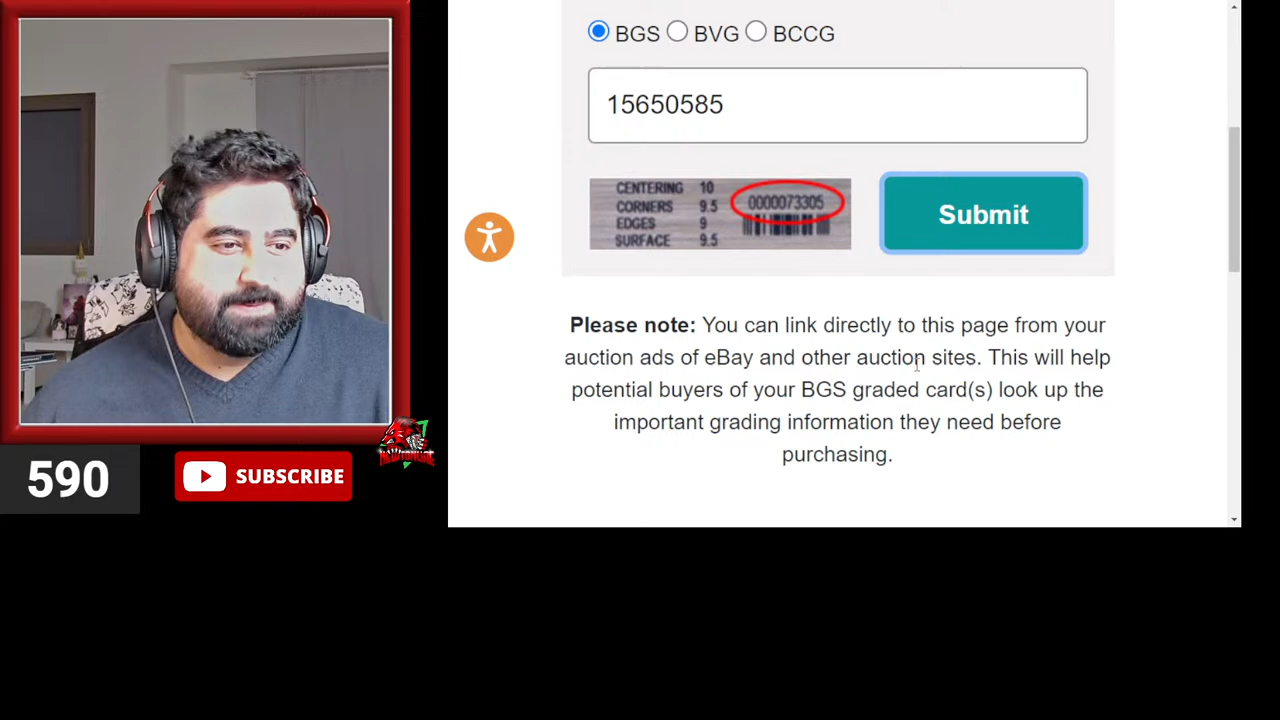 BGS BVG BCCG
15650585
CENTERING 10
CORNERS 9.5
EDGES 9
SURFACE 9.5
0000073305
Submit
Please note: You can link directly to this page from your
auction ads of eBay and other auction sites. This will help
potential buyers of your BGS graded card(s) look up the
important grading information they need before
purchasing.
590
SUBSCRIBE